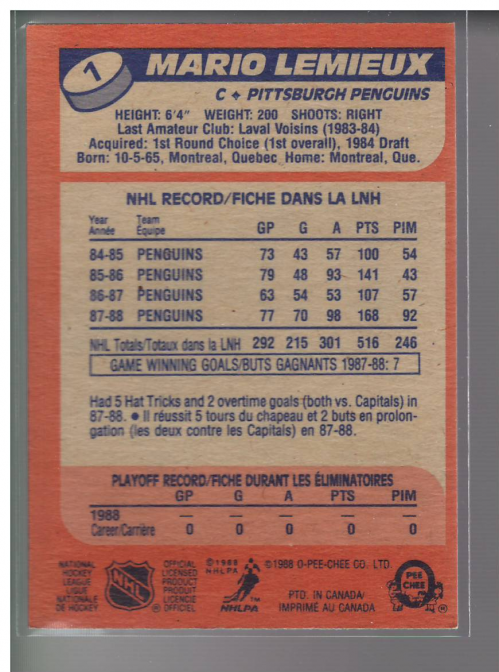 1
MARIO LEMIEUX
C ♦ PITTSBURGH PENGUINS
HEIGHT: 6'4" WEIGHT: 200 SHOOTS: RIGHT
Last Amateur Club: Laval Voisins (1983-84)
Acquired: 1st Round Choice (1st overall), 1984 Draft
Born: 10-5-65, Montreal, Quebec Home: Montreal, Que.
NHL RECORD/FICHE DANS LA LNH
Year Team
Année Équipe GP G A PTS PIM
84-85 PENGUINS 73 43 57 100 54
85-86 PENGUINS 79 48 93 141 43
86-87 PENGUINS 63 54 53 107 57
87-88 PENGUINS 77 70 98 168 92
NHL Totals/Totaux dans la LNH 292 215 301 516 246
GAME WINNING GOALS/BUTS GAGNANTS 1987-88: 7
Had 5 Hat Tricks and 2 overtime goals (both vs. Capitals) in
87-88. ● Il réussit 5 tours du chapeau et 2 buts en prolon-
gation (les deux contre les Capitals) en 87-88.
PLAYOFF RECORD/FICHE DURANT LES ÉLIMINATOIRES
GP G A PTS PIM
1988 — — — — —
Career/Carrière 0 0 0 0 0
NATIONAL
HOCKEY
LEAGUE
LIGUE
NATIONALE
DE HOCKEY
NHL
®
OFFICIAL
LICENSED
PRODUCT
PRODUIT
LICENCIÉ
OFFICIEL
©1988
NHLPA
NHLPA
TM
©1988 O-PEE-CHEE CO. LTD.
PTD. IN CANADA/
IMPRIMÉ AU CANADA
O
PEE
CHEE